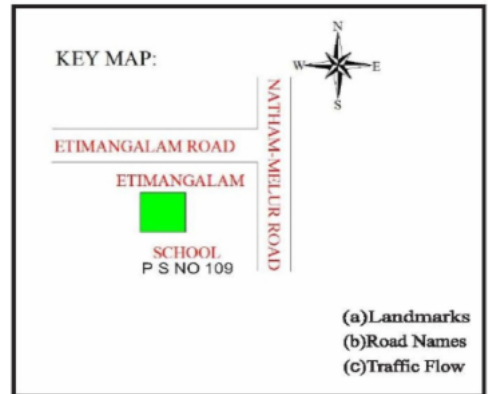 KEY MAP:
N
W E
S
ETIMANGALAM ROAD
NATHAM-MELUR ROAD
ETIMANGALAM
SCHOOL
P S NO 109
(a)Landmarks
(b)Road Names
(c)Traffic Flow